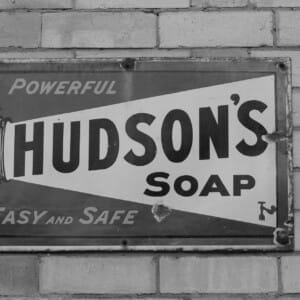 POWERFUL
HUDSON'S
SOAP
EASY AND SAFE